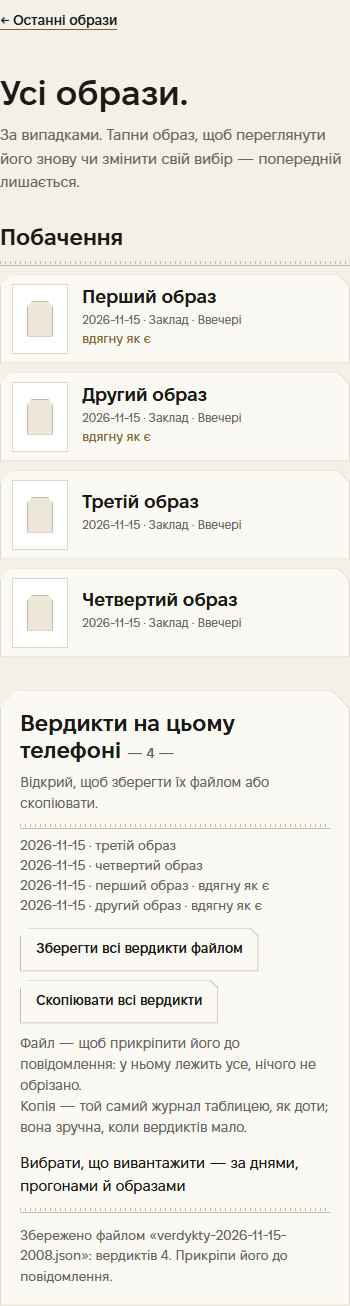 ← Останні образи
Усі образи.
За випадками. Тапни образ, щоб переглянути
його знову чи змінити свій вибір — попередній
лишається.
Побачення
Перший образ
2026-11-15 · Заклад · Ввечері
вдягну як є
Другий образ
2026-11-15 · Заклад · Ввечері
вдягну як є
Третій образ
2026-11-15 · Заклад · Ввечері
Четвертий образ
2026-11-15 · Заклад · Ввечері
Вердикти на цьому
телефоні — 4 —
Відкрий, щоб зберегти їх файлом або
скопіювати.
2026-11-15 · третій образ
2026-11-15 · четвертий образ
2026-11-15 · перший образ · вдягну як є
2026-11-15 · другий образ · вдягну як є
Зберегти всі вердикти файлом
Скопіювати всі вердикти
Файл — щоб прикріпити його до
повідомлення: у ньому лежить усе, нічого не
обрізано.
Копія — той самий журнал таблицею, як доти;
вона зручна, коли вердиктів мало.
Вибрати, що вивантажити — за днями,
прогонами й образами
Збережено файлом «verdykty-2026-11-15-
2008.json»: вердиктів 4. Прикріпи його до
повідомлення.